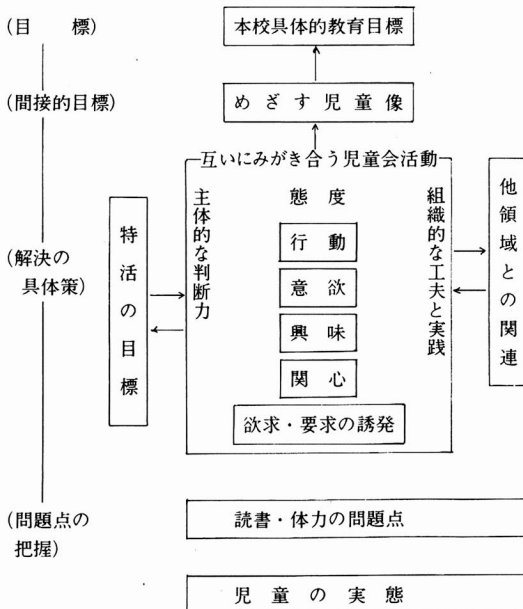 (目　標)
本校具体的教育目標
(間接的目標)
めざす児童像
互いにみがき合う児童会活動
(解決の
具体策)
特活の目標
主体的な判断力
態度
行動
意欲
興味
関心
欲求・要求の誘発
組織的な工夫と実践
他領域との関連
(問題点の
把握)
読書・体力の問題点
児童の実態